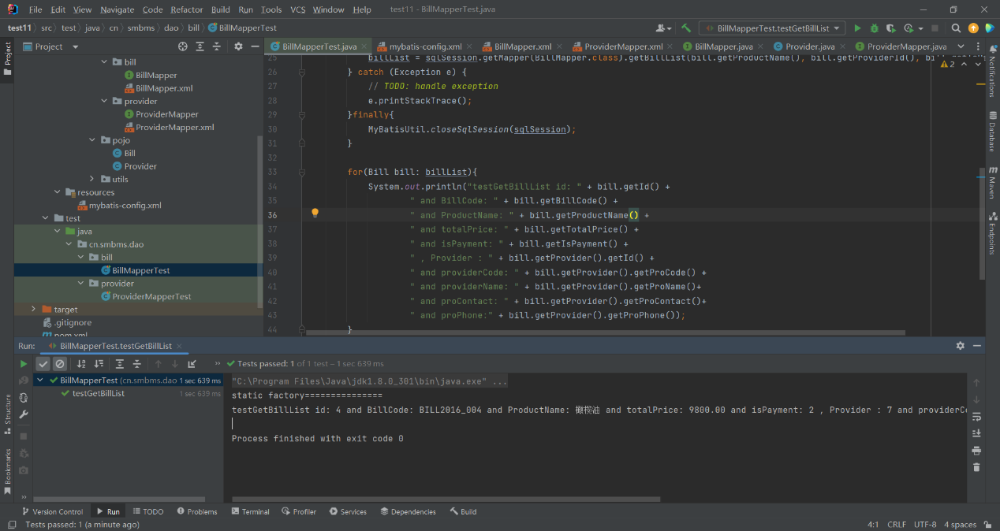 File Edit View Navigate Code Refactor Build Run Tools VCS Window Help test11 - BillMapperTest.java
test11 src test java cn smbms dao bill BillMapperTest BillMapperTest.testGetBillList
Project BillMapperTest.java mybatis-config.xml BillMapper.xml ProviderMapper.xml BillMapper.java Provider.java ProviderMapper.java
Project
Notifications
Database
Maven
Endpoints
Structure
Bookmarks
bill
BillMapper
BillMapper.xml
provider
ProviderMapper
ProviderMapper.xml
pojo
Bill
Provider
utils
resources
mybatis-config.xml
test
java
cn.smbms.dao
bill
BillMapperTest
provider
ProviderMapperTest
target
.gitignore
pom.xml
2
25 billList = sqlSession.getMapper(BillMapper.class).getBillList(bill.getProductName(), bill.getProviderId(), bill
26 } catch (Exception e) {
27 // TODO: handle exception
28 e.printStackTrace();
29 }finally{
30 MyBatisUtil.closeSqlSession(sqlSession);
31 }
32
33 for(Bill bill: billList){
34 System.out.println("testGetBillList id: " + bill.getId() +
35 " and BillCode: " + bill.getBillCode() +
36 " and ProductName: " + bill.getProductName() +
37 " and totalPrice: " + bill.getTotalPrice() +
38 " and isPayment: " + bill.getIsPayment() +
39 " , Provider : " + bill.getProvider().getId() +
40 " and providerCode: " + bill.getProvider().getProCode() +
41 " and providerName: " + bill.getProvider().getProName()+
42 " and proContact: " + bill.getProvider().getProContact()+
43 " and proPhone:" + bill.getProvider().getProPhone());
44 }
Run: BillMapperTest.testGetBillList
Tests passed: 1 of 1 test – 1 sec 639 ms
BillMapperTest (cn.smbms.dao 1 sec 639 ms
testGetBillList 1 sec 639 ms
"C:\Program Files\Java\jdk1.8.0_301\bin\java.exe" ...
static factory===============
testGetBillList id: 4 and BillCode: BILL2016_004 and ProductName: 橄榄油 and totalPrice: 9800.00 and isPayment: 2 , Provider : 7 and providerCo
Process finished with exit code 0
Version Control Run TODO Problems Terminal Profiler Services Dependencies Build
Tests passed: 1 (a minute ago) 4:1 CRLF UTF-8 4 spaces